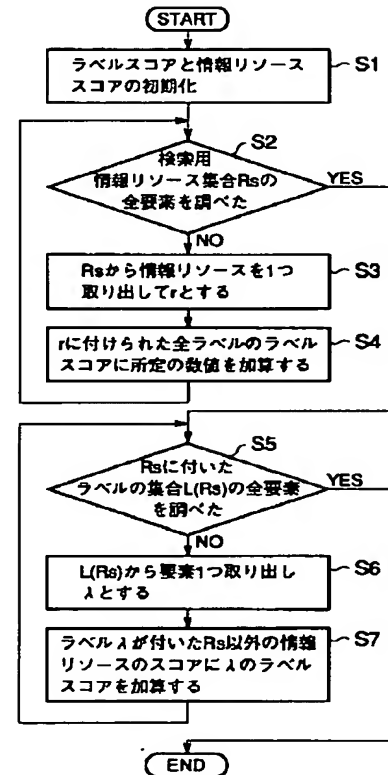 START
ラベルスコアと情報リソース
スコアの初期化
S1
S2
検索用
情報リソース集合Rsの
全要素を調べた
YES
NO
Rsから情報リソースを1つ
取り出してrとする
S3
rに付けられた全ラベルのラベル
スコアに所定の数値を加算する
S4
S5
Rsに付いた
ラベルの集合L(Rs)の全要素
を調べた
YES
NO
L(Rs)から要素1つ取り出し
λとする
S6
ラベルλが付いたRs以外の情報
リソースのスコアにλのラベル
スコアを加算する
S7
END